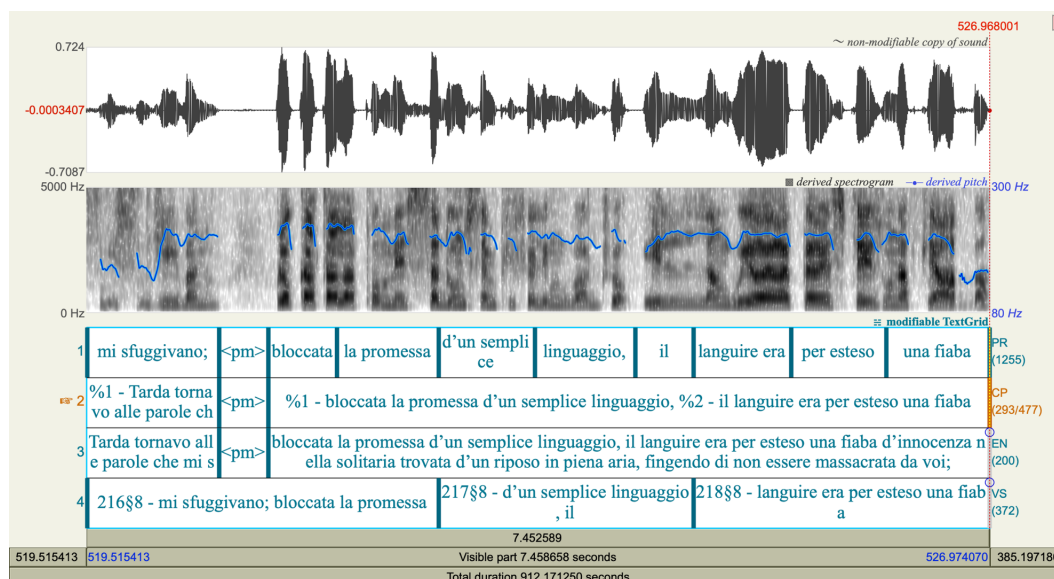 526.968001
0.724
~ non-modifiable copy of sound
-0.0003407
-0.7087
5000 Hz
derived spectrogram
derived pitch
300 Hz
0 Hz
80 Hz
modifiable TextGrid
1
mi sfuggivano;
<pm>
bloccata
la promessa
d’un sempli
ce
linguaggio,
il
languire era
per esteso
una fiaba
PR
(1255)
2
%1 - Tarda torna
vo alle parole ch
<pm>
%1 - bloccata la promessa d’un semplice linguaggio, %2 - il languire era per esteso una fiaba
CP
(293/477)
3
Tarda tornavo all
e parole che mi s
<pm>
bloccata la promessa d’un semplice linguaggio, il languire era per esteso una fiaba d’innocenza n
ella solitaria trovata d’un riposo in piena aria, fingendo di non essere massacrata da voi;
EN
(200)
4
216§8 - mi sfuggivano; bloccata la promessa
217§8 - d’un semplice linguaggio
, il
218§8 - languire era per esteso una fiab
a
VS
(372)
7.452589
519.515413
519.515413
Visible part 7.458658 seconds
526.974070
385.197180
Total duration 912.171250 seconds